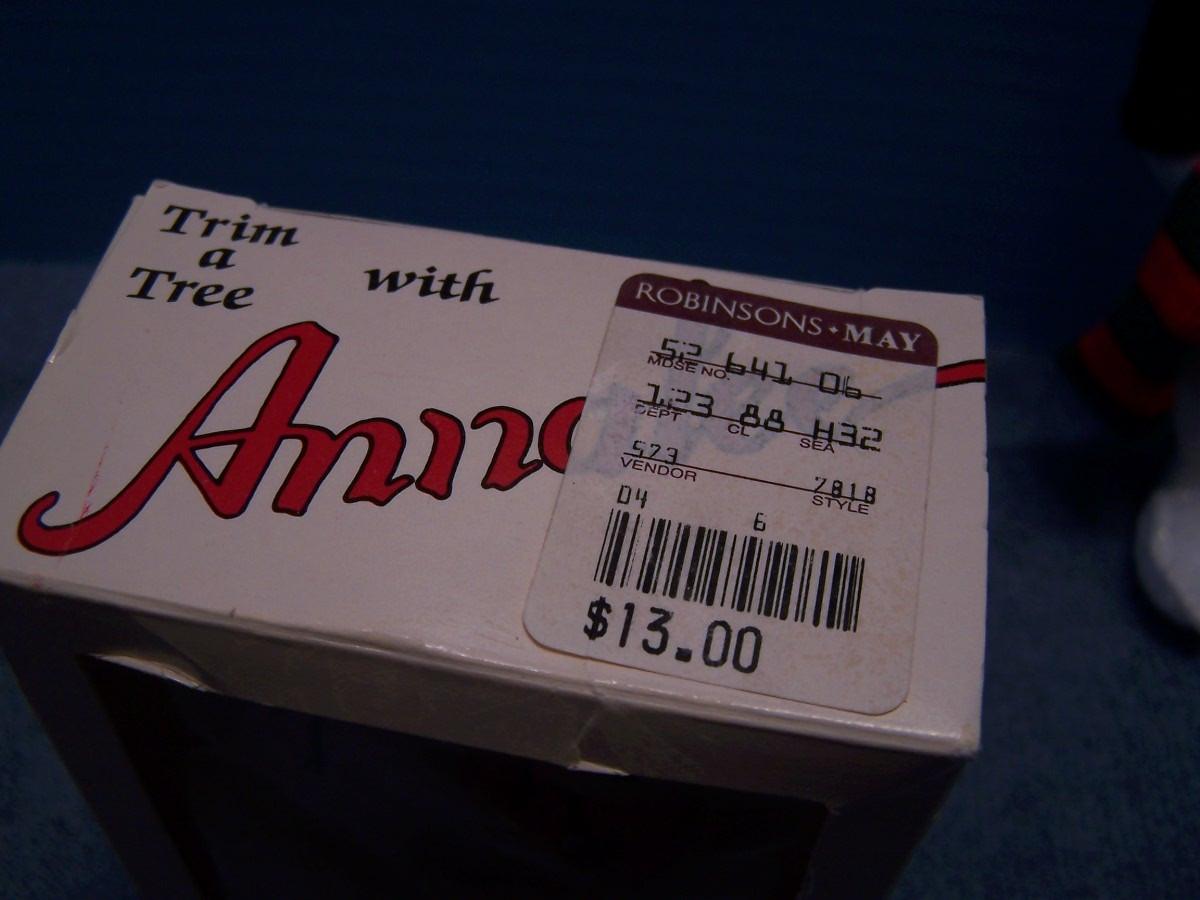 Trim
a
Tree
with
Anna
ROBINSONS·MAY
52 641 06
MDSE NO.
123 88 H32
DEPT CL SEA
573 7818
VENDOR STYLE
04 6
$13.00